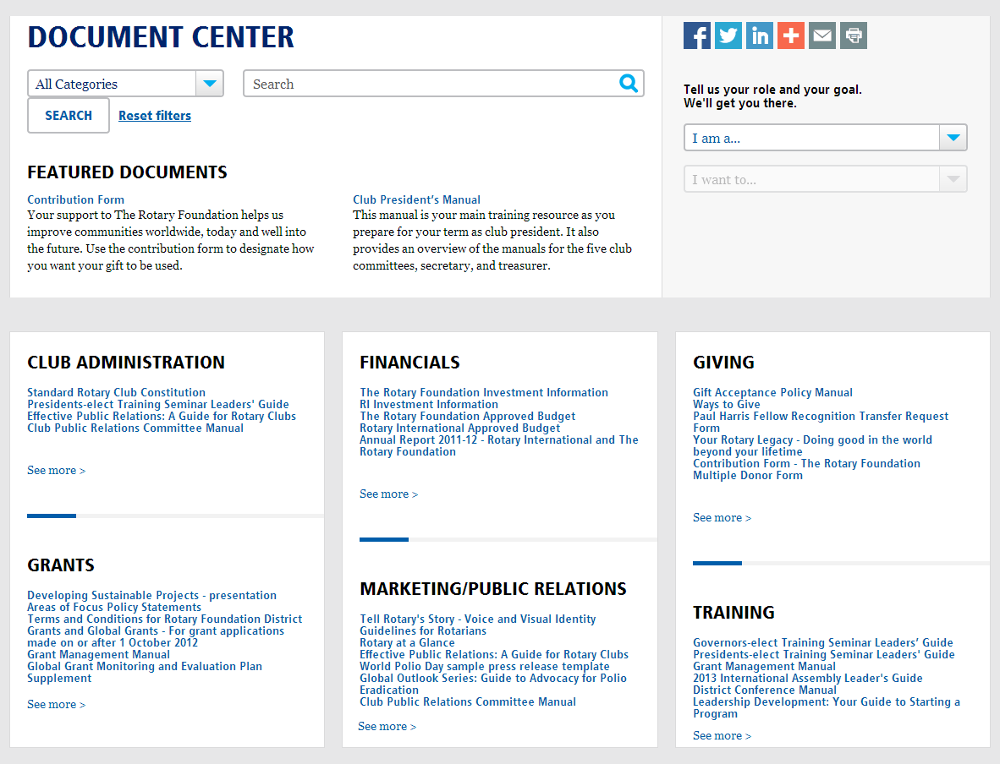 DOCUMENT CENTER
All Categories
Search
SEARCH
Reset filters
Tell us your role and your goal.
We'll get you there.
I am a...
I want to...
FEATURED DOCUMENTS
Contribution Form
Your support to The Rotary Foundation helps us
improve communities worldwide, today and well into
the future. Use the contribution form to designate how
you want your gift to be used.
Club President’s Manual
This manual is your main training resource as you
prepare for your term as club president. It also
provides an overview of the manuals for the five club
committees, secretary, and treasurer.
CLUB ADMINISTRATION
Standard Rotary Club Constitution
Presidents-elect Training Seminar Leaders' Guide
Effective Public Relations: A Guide for Rotary Clubs
Club Public Relations Committee Manual
See more >
GRANTS
Developing Sustainable Projects - presentation
Areas of Focus Policy Statements
Terms and Conditions for Rotary Foundation District
Grants and Global Grants - For grant applications
made on or after 1 October 2012
Grant Management Manual
Global Grant Monitoring and Evaluation Plan
Supplement
See more >
FINANCIALS
The Rotary Foundation Investment Information
RI Investment Information
The Rotary Foundation Approved Budget
Rotary International Approved Budget
Annual Report 2011-12 - Rotary International and The
Rotary Foundation
See more >
MARKETING/PUBLIC RELATIONS
Tell Rotary's Story - Voice and Visual Identity
Guidelines for Rotarians
Rotary at a Glance
Effective Public Relations: A Guide for Rotary Clubs
World Polio Day sample press release template
Global Outlook Series: Guide to Advocacy for Polio
Eradication
Club Public Relations Committee Manual
See more >
GIVING
Gift Acceptance Policy Manual
Ways to Give
Paul Harris Fellow Recognition Transfer Request
Form
Your Rotary Legacy - Doing good in the world
beyond your lifetime
Contribution Form - The Rotary Foundation
Multiple Donor Form
See more >
TRAINING
Governors-elect Training Seminar Leaders’ Guide
Presidents-elect Training Seminar Leaders' Guide
Grant Management Manual
2013 International Assembly Leader's Guide
District Conference Manual
Leadership Development: Your Guide to Starting a
Program
See more >